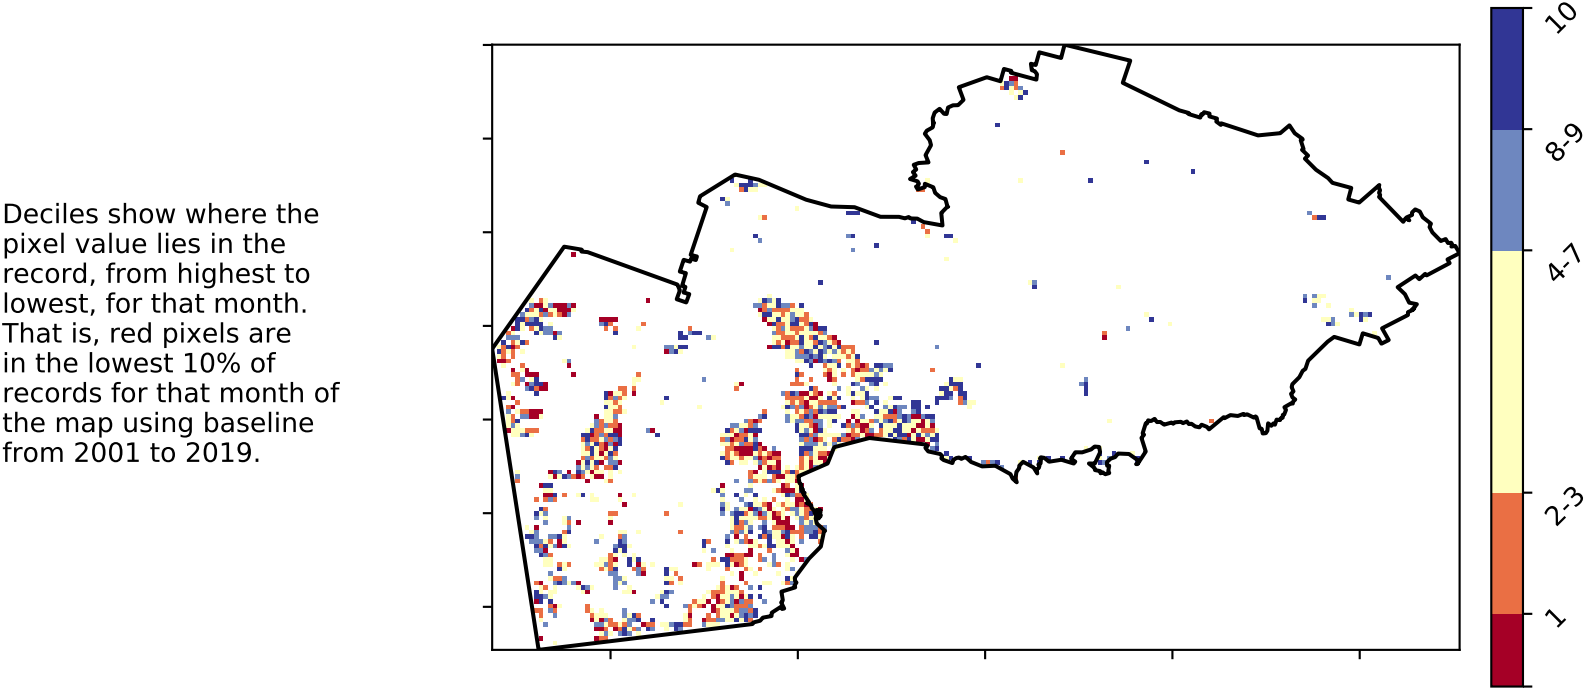 Deciles show where the
pixel value lies in the
record, from highest to
lowest, for that month.
That is, red pixels are
in the lowest 10% of
records for that month of
the map using baseline
from 2001 to 2019.
10
8-9
4-7
2-3
1